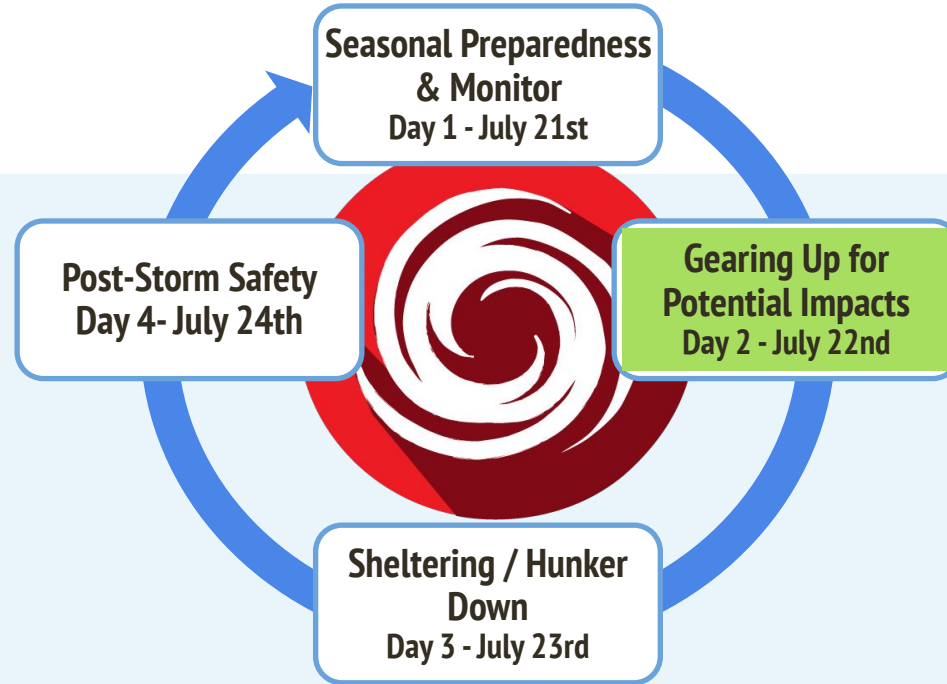 Seasonal Preparedness
& Monitor
Day 1 - July 21st
Gearing Up for
Potential Impacts
Day 2 - July 22nd
Sheltering / Hunker
Down
Day 3 - July 23rd
Post-Storm Safety
Day 4- July 24th